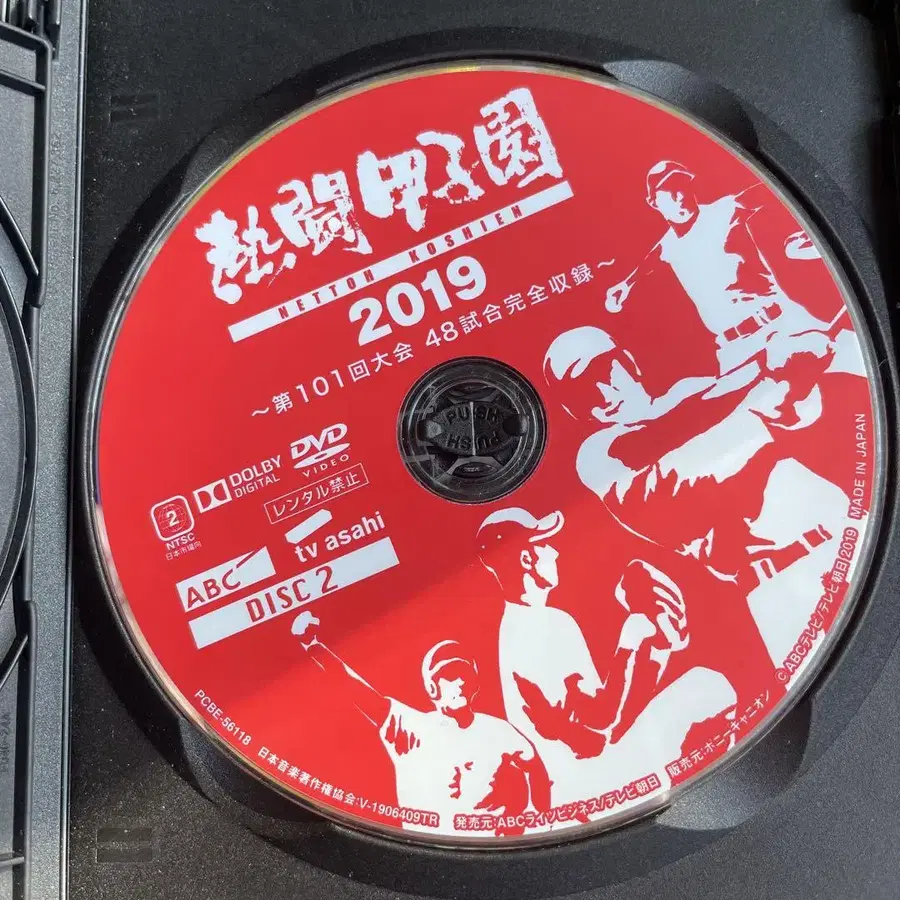 熱闘甲子園
NETTOH KOSHIEN
2019
～第101回大会 48試合完全収録～
PUSH
PUSH
DOLBY
DIGITAL
DVD
VIDEO
レンタル禁止
2
NTSC
日本市場向
ABC
tv asahi
DISC 2
PCBE-56118 日本音楽著作権協会:V-1906409TR 発売元:ABCライツビジネス/テレビ朝日 販売元:ポニーキャニオン ©ABCテレビ/テレビ朝日 2019 MADE IN JAPAN